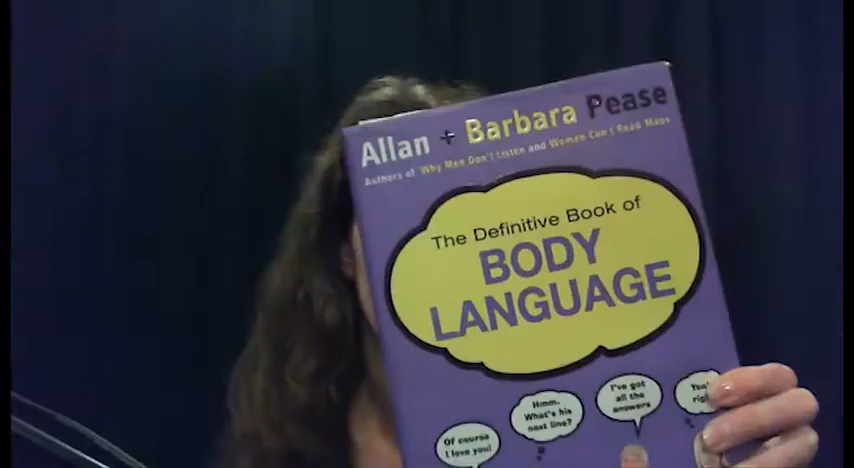 Allan + Barbara Pease
Authors of Why Men Don't Listen and Women Can't Read Maps
The Definitive Book of
BODY
LANGUAGE
Of course
I love you!
Hmm.
What's his
next line?
I've got
all the
answers
Yeah